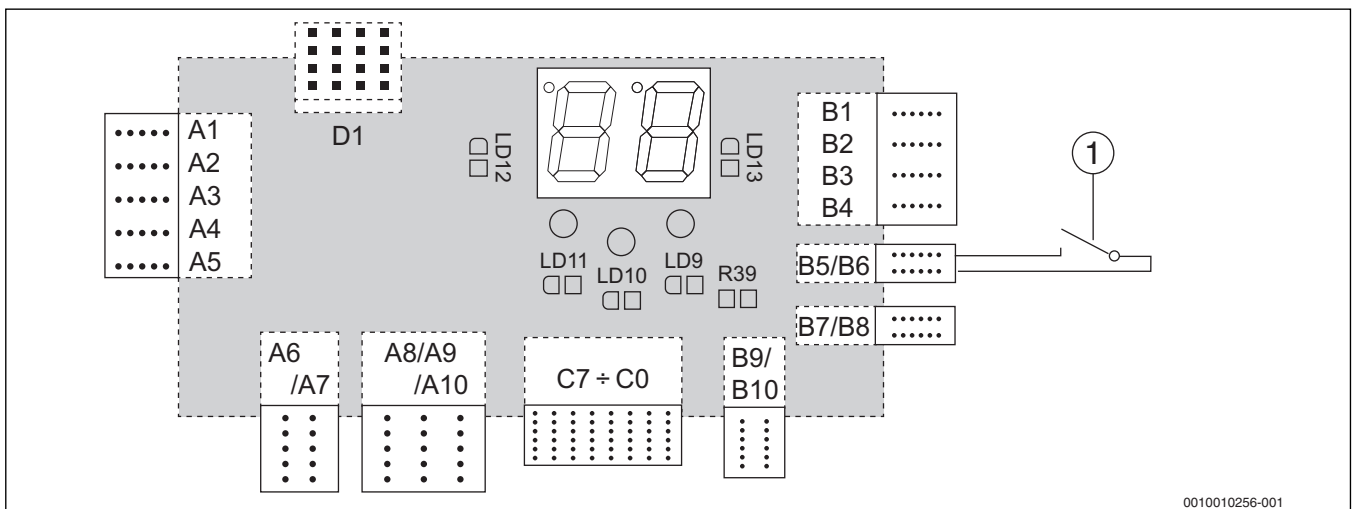 D1
A1
A2
A3
A4
A5
LD12
LD13
B1
B2
B3
B4
1
B5/B6
B7/B8
LD11
LD10
LD9
R39
A6
/A7
A8/A9
/A10
C7 ÷ C0
B9/
B10
0010010256-001